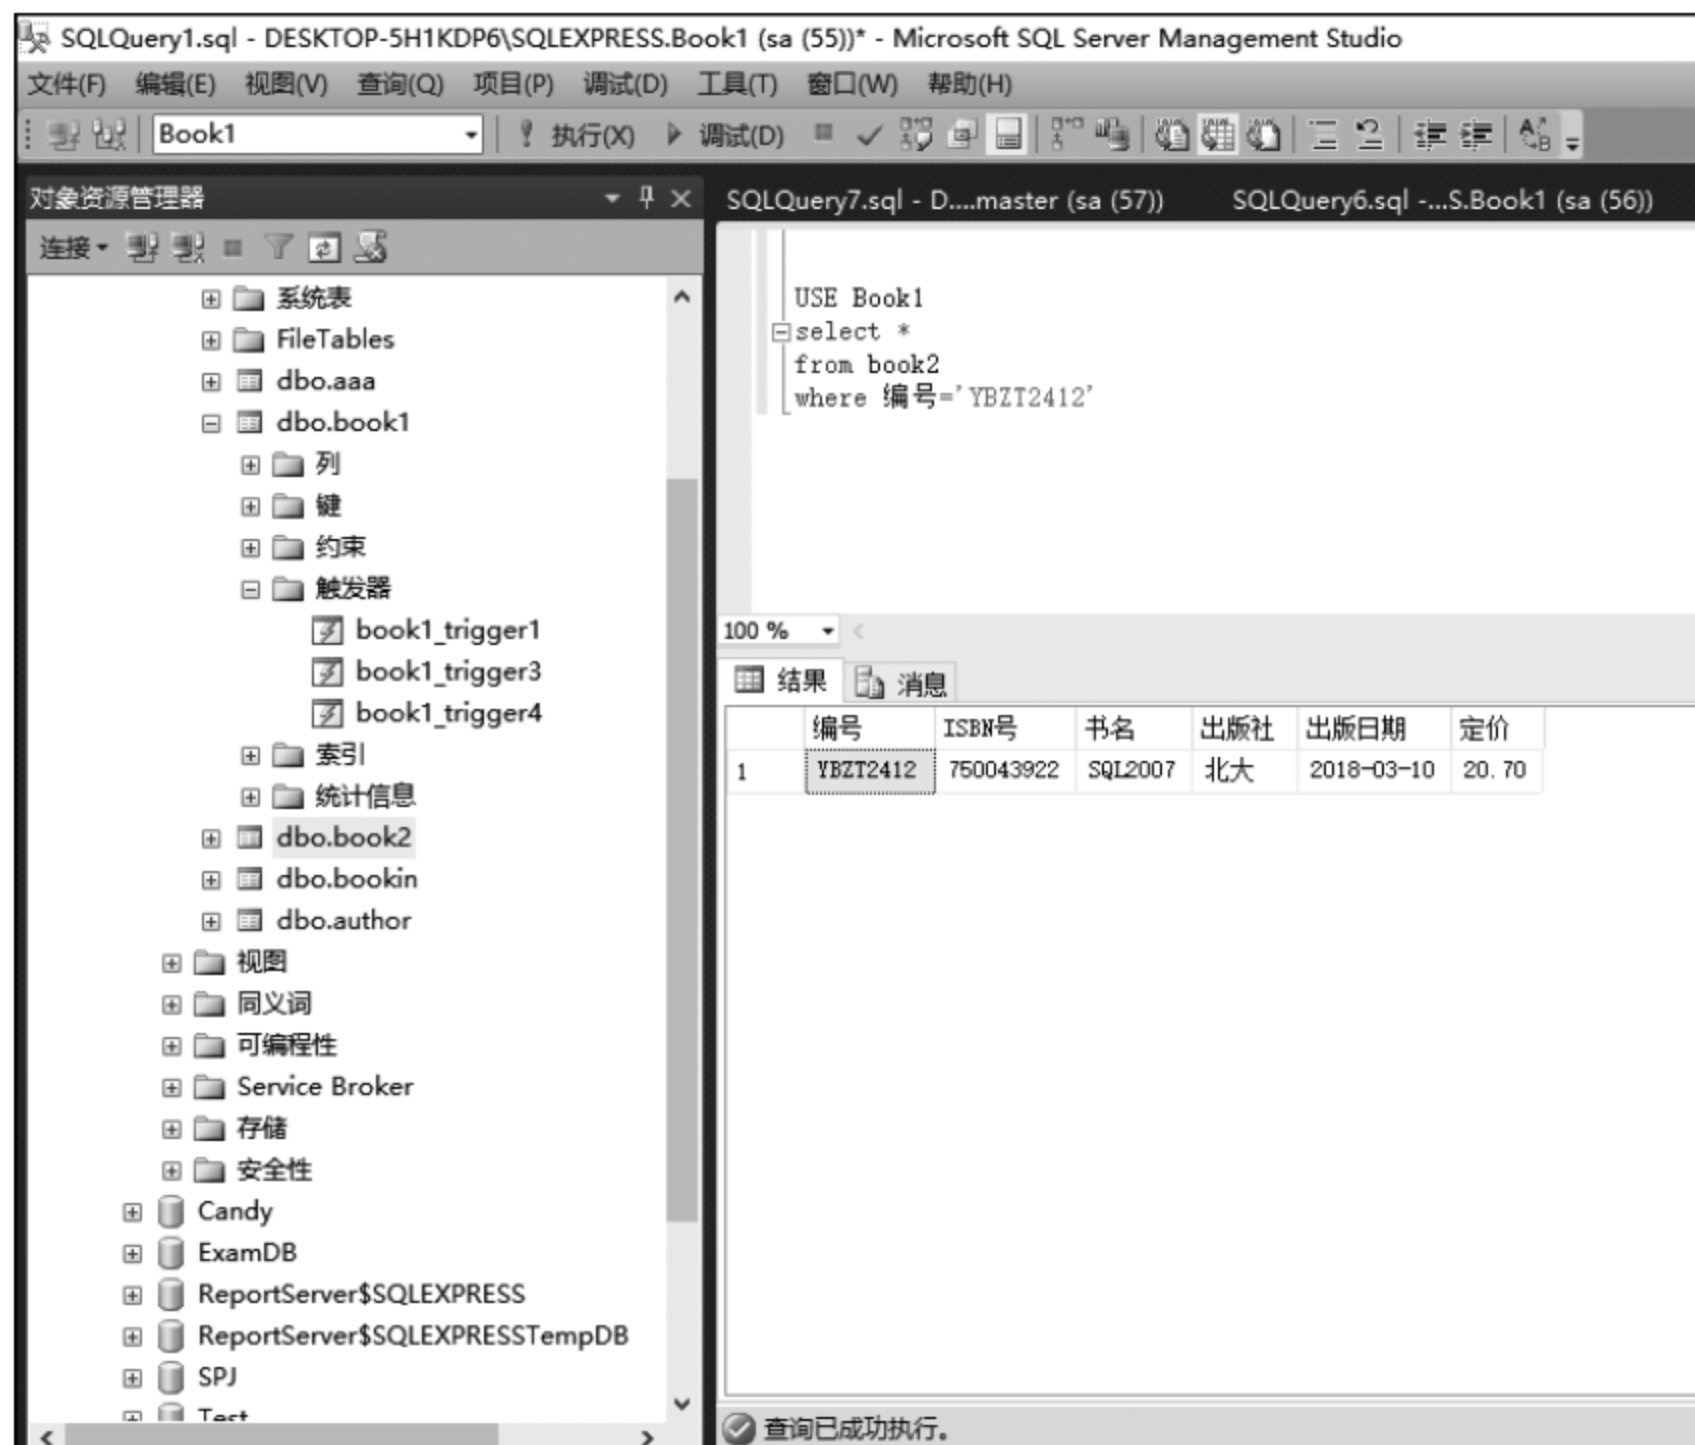 SQLQuery1.sql - DESKTOP-5H1KDP6\SQLEXPRESS.Book1 (sa (55))* - Microsoft SQL Server Management Studio
文件(F) 编辑(E) 视图(V) 查询(Q) 项目(P) 调试(D) 工具(T) 窗口(W) 帮助(H)
Book1 执行(X) 调试(D)
对象资源管理器
连接
系统表
FileTables
dbo.aaa
dbo.book1
列
键
约束
触发器
book1_trigger1
book1_trigger3
book1_trigger4
索引
统计信息
dbo.book2
dbo.bookin
dbo.author
视图
同义词
可编程性
Service Broker
存储
安全性
Candy
ExamDB
ReportServer$SQLEXPRESS
ReportServer$SQLEXPRESSTempDB
SPJ
Test
SQLQuery7.sql - D....master (sa (57)) SQLQuery6.sql -...S.Book1 (sa (56))
USE Book1
select *
from book2
where 编号='YBZT2412'
100 %
结果 消息
编号 ISBN号 书名 出版社 出版日期 定价
1 YBZT2412 750043922 SQL2007 北大 2018-03-10 20.70
查询已成功执行。